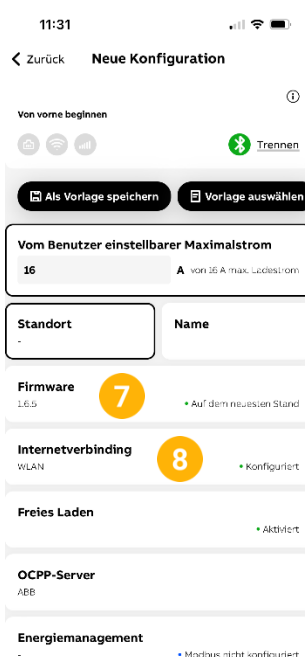 11:31
Zurück Neue Konfiguration
Von vorne beginnen
Trennen
Als Vorlage speichern Vorlage auswählen
Vom Benutzer einstellbarer Maximalstrom
16 A von 16 A max. Ladestrom
Standort Name
-
Firmware
1.6.5 7 • Auf dem neuesten Stand
Internetverbinding
WLAN 8 • Konfiguriert
Freies Laden
• Aktiviert
OCPP-Server
ABB
Energiemanagement
- • Modbus nicht konfiguriert